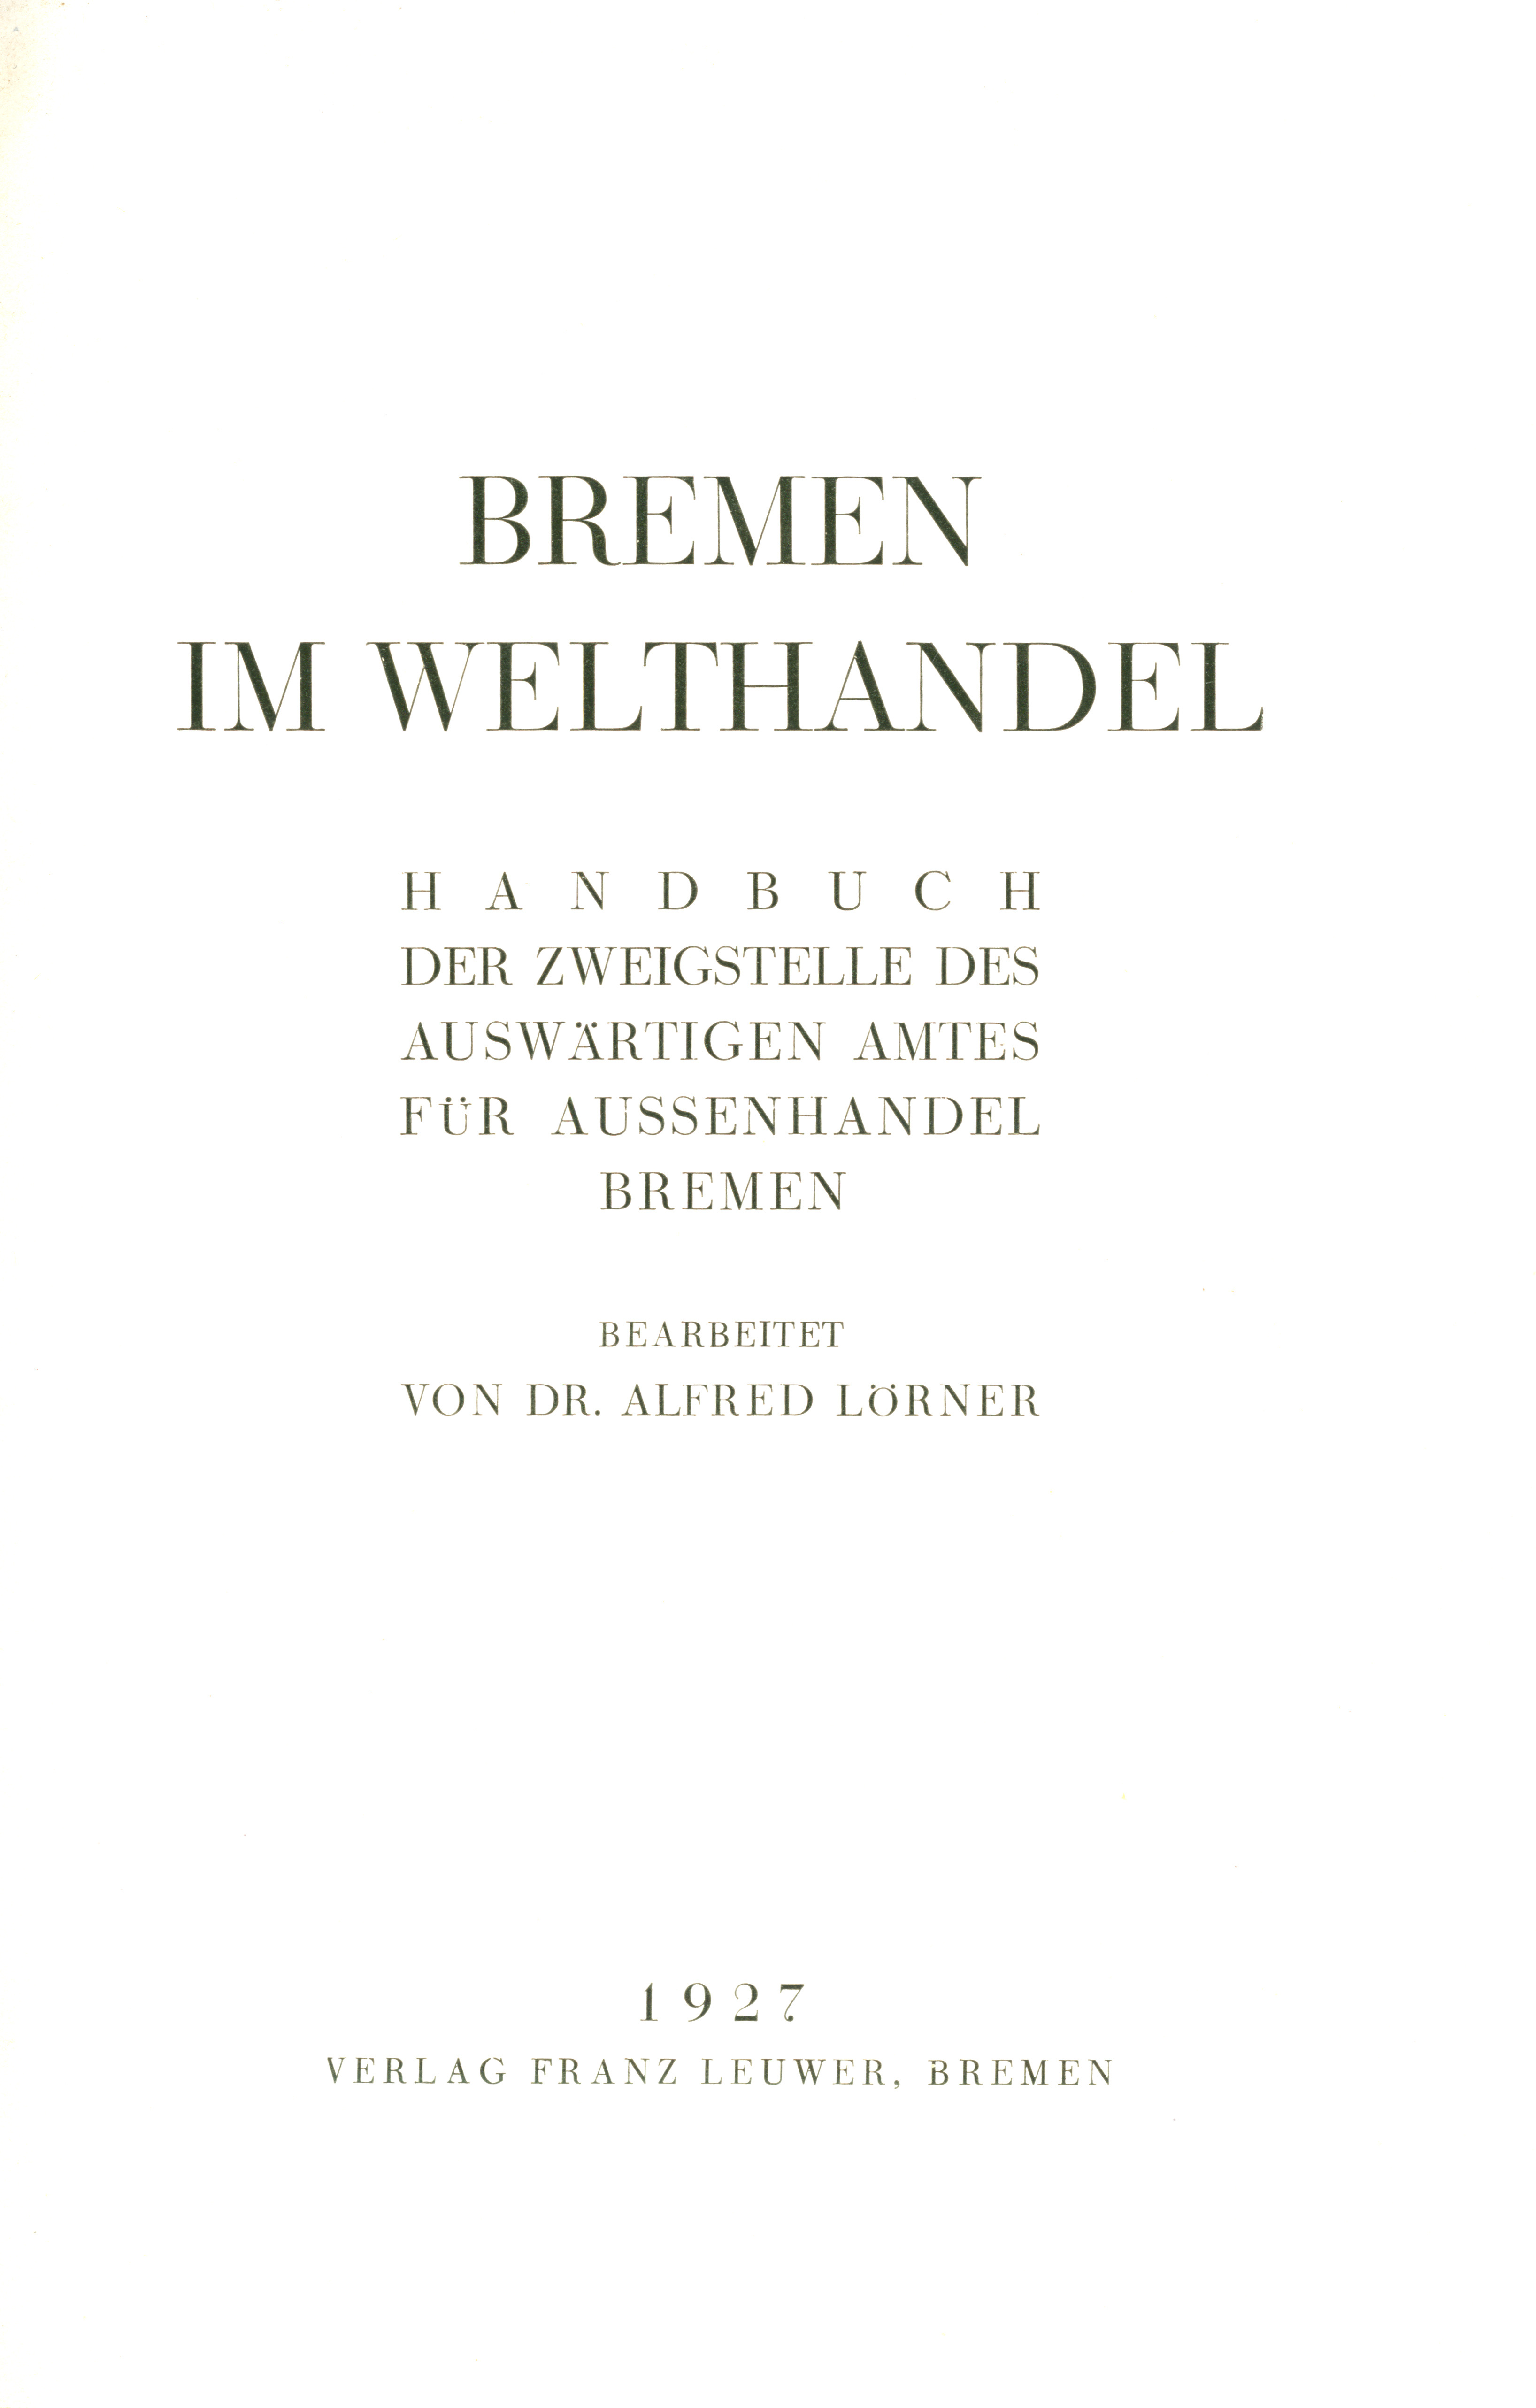 BREMEN
IM WELTHANDEL
HANDBUCH
DER ZWEIGSTELLE DES
AUSWÄRTIGEN AMTES
FÜR AUSSENHANDEL
BREMEN
BEARBEITET
VON DR. ALFRED LÖRNER
1927
VERLAG FRANZ LEUWER, BREMEN